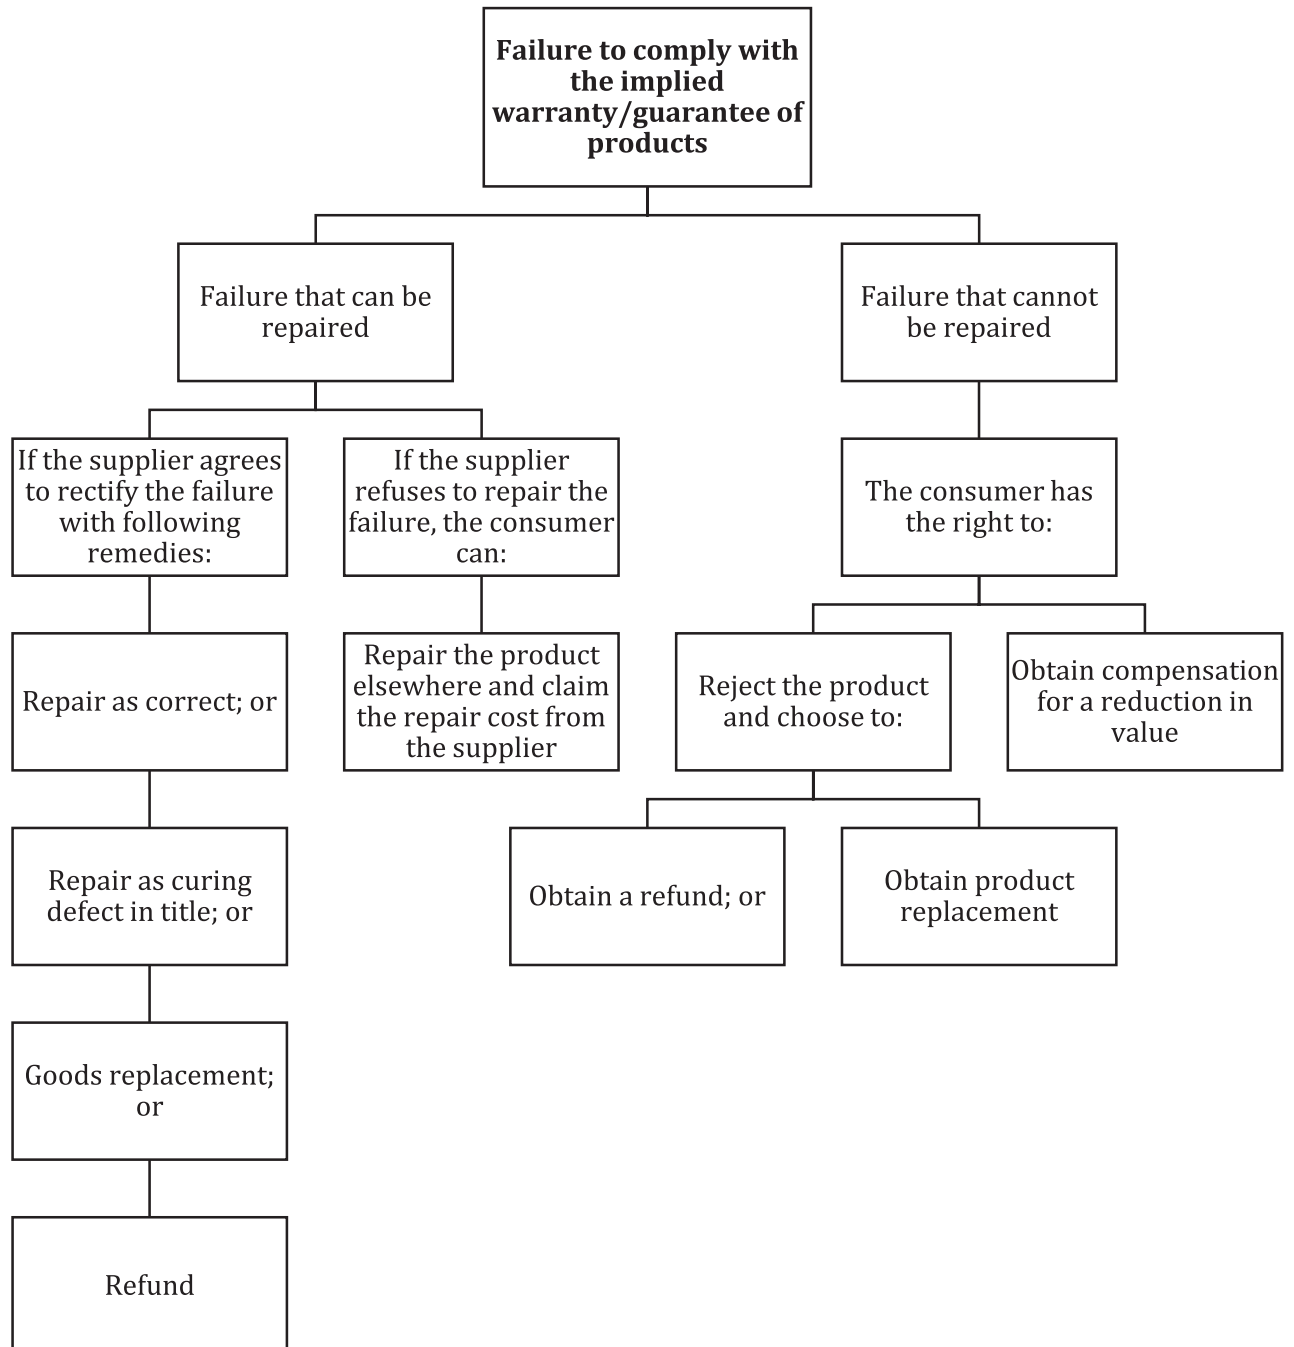 Failure to comply with
the implied
warranty/guarantee of
products
Failure that can be
repaired
Failure that cannot
be repaired
If the supplier agrees
to rectify the failure
with following
remedies:
If the supplier
refuses to repair the
failure, the consumer
can:
The consumer has
the right to:
Repair as correct; or
Repair the product
elsewhere and claim
the repair cost from
the supplier
Reject the product
and choose to:
Obtain compensation
for a reduction in
value
Repair as curing
defect in title; or
Obtain a refund; or
Obtain product
replacement
Goods replacement;
or
Refund